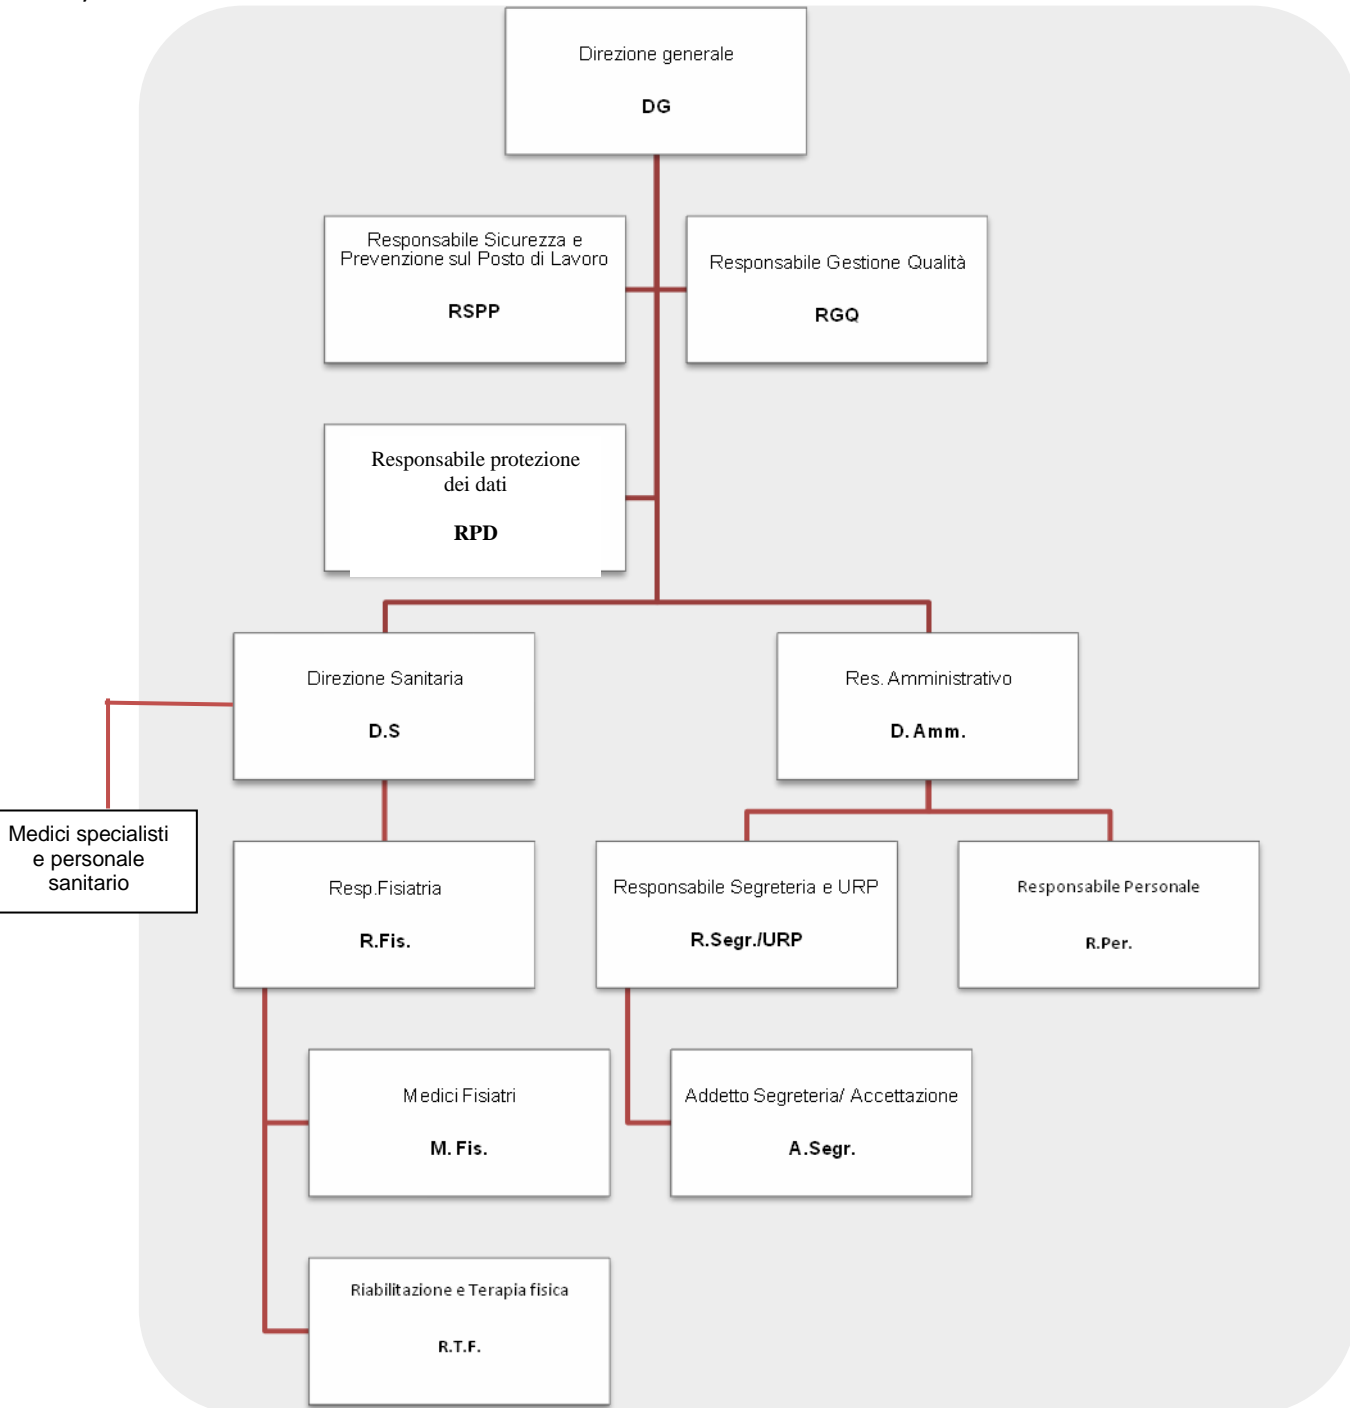 Direzione generale
DG
Responsabile Sicurezza e
Prevenzione sul Posto di Lavoro
RSPP
Responsabile Gestione Qualità
RGQ
Responsabile protezione
dei dati
RPD
Direzione Sanitaria
D.S
Res. Amministrativo
D. Amm.
Medici specialisti
e personale
sanitario
Resp.Fisiatria
R.Fis.
Responsabile Segreteria e URP
R.Segr./URP
Responsabile Personale
R.Per.
Medici Fisiatri
M. Fis.
Addetto Segreteria/ Accettazione
A.Segr.
Riabilitazione e Terapia fisica
R.T.F.